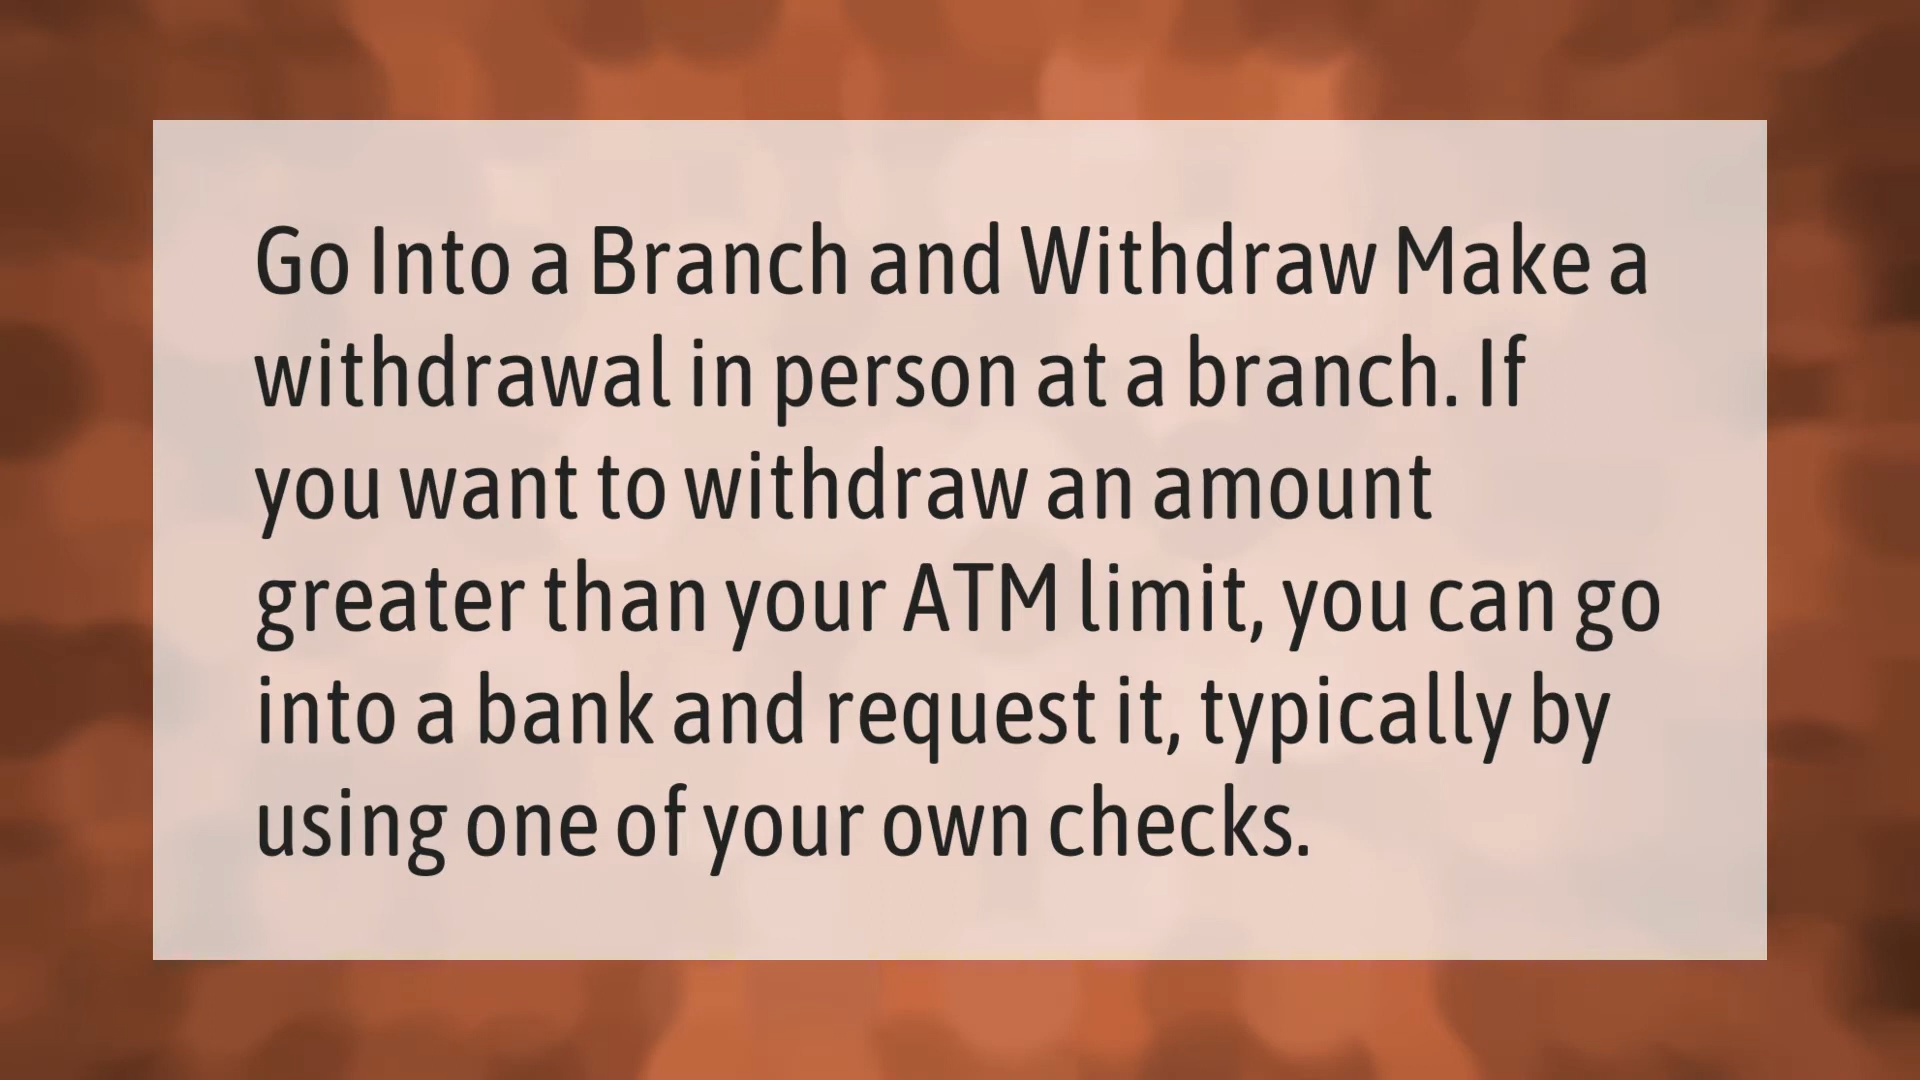 Go Into a Branch and Withdraw Make a
withdrawal in person at a branch. If
you want to withdraw an amount
greater than your ATM limit, you can go
into a bank and request it, typically by
using one of your own checks.